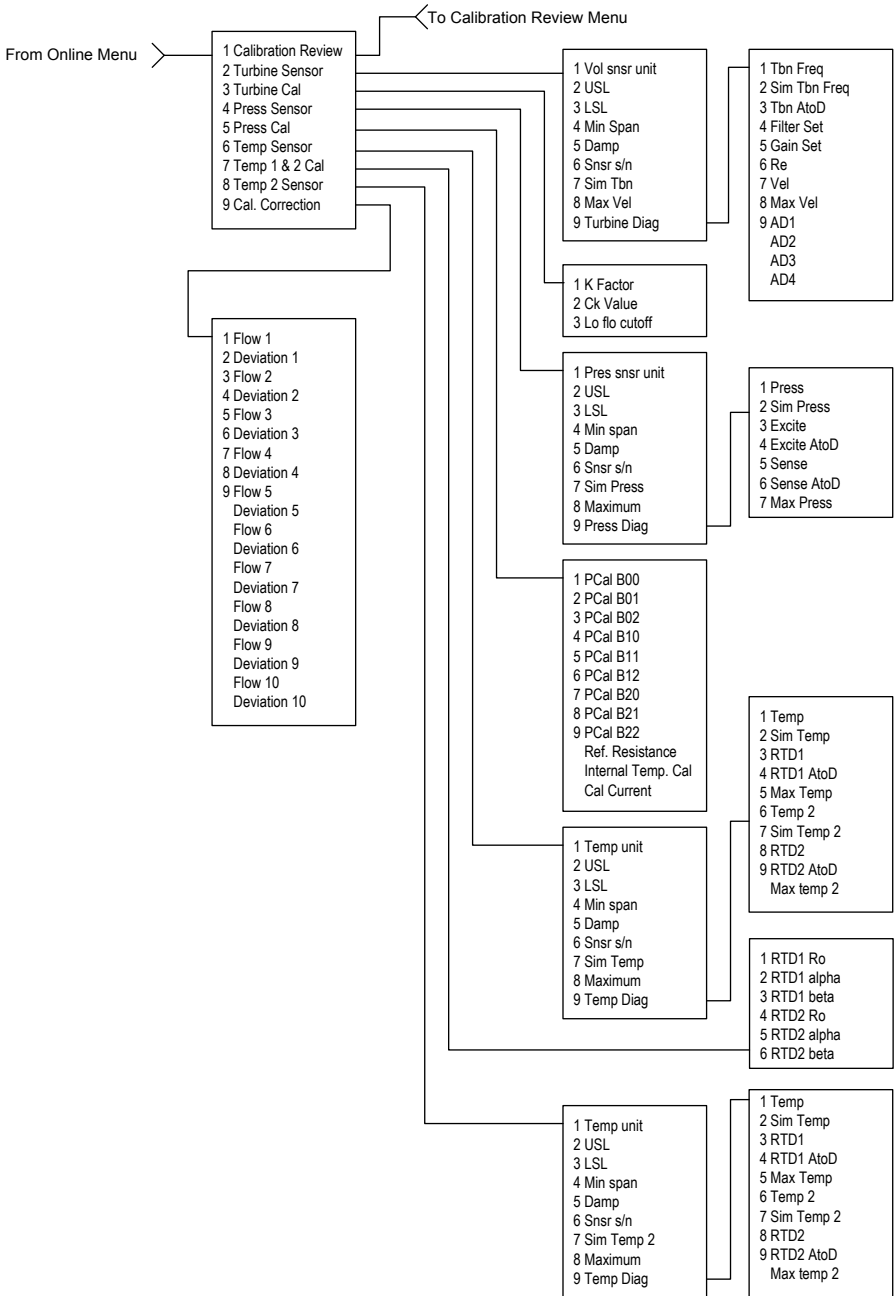 To Calibration Review Menu
From Online Menu
1 Calibration Review
2 Turbine Sensor
3 Turbine Cal
4 Press Sensor
5 Press Cal
6 Temp Sensor
7 Temp 1 & 2 Cal
8 Temp 2 Sensor
9 Cal. Correction
1 Vol snsr unit
2 USL
3 LSL
4 Min Span
5 Damp
6 Snsr s/n
7 Sim Tbn
8 Max Vel
9 Turbine Diag
1 Tbn Freq
2 Sim Tbn Freq
3 Tbn AtoD
4 Filter Set
5 Gain Set
6 Re
7 Vel
8 Max Vel
9 AD1
AD2
AD3
AD4
1 K Factor
2 Ck Value
3 Lo flo cutoff
1 Flow 1
2 Deviation 1
3 Flow 2
4 Deviation 2
5 Flow 3
6 Deviation 3
7 Flow 4
8 Deviation 4
9 Flow 5
Deviation 5
Flow 6
Deviation 6
Flow 7
Deviation 7
Flow 8
Deviation 8
Flow 9
Deviation 9
Flow 10
Deviation 10
1 Pres snsr unit
2 USL
3 LSL
4 Min span
5 Damp
6 Snsr s/n
7 Sim Press
8 Maximum
9 Press Diag
1 Press
2 Sim Press
3 Excite
4 Excite AtoD
5 Sense
6 Sense AtoD
7 Max Press
1 PCal B00
2 PCal B01
3 PCal B02
4 PCal B10
5 PCal B11
6 PCal B12
7 PCal B20
8 PCal B21
9 PCal B22
Ref. Resistance
Internal Temp. Cal
Cal Current
1 Temp unit
2 USL
3 LSL
4 Min span
5 Damp
6 Snsr s/n
7 Sim Temp
8 Maximum
9 Temp Diag
1 Temp
2 Sim Temp
3 RTD1
4 RTD1 AtoD
5 Max Temp
6 Temp 2
7 Sim Temp 2
8 RTD2
9 RTD2 AtoD
Max temp 2
1 RTD1 Ro
2 RTD1 alpha
3 RTD1 beta
4 RTD2 Ro
5 RTD2 alpha
6 RTD2 beta
1 Temp unit
2 USL
3 LSL
4 Min span
5 Damp
6 Snsr s/n
7 Sim Temp 2
8 Maximum
9 Temp Diag
1 Temp
2 Sim Temp
3 RTD1
4 RTD1 AtoD
5 Max Temp
6 Temp 2
7 Sim Temp 2
8 RTD2
9 RTD2 AtoD
Max temp 2